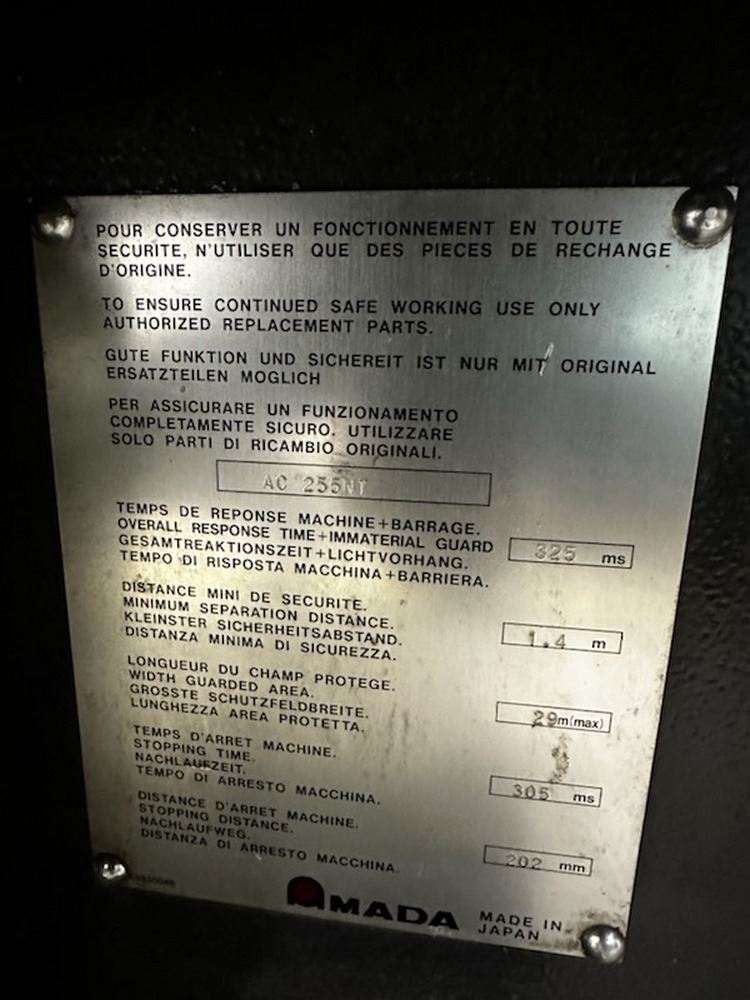 POUR CONSERVER UN FONCTIONNEMENT EN TOUTE
SECURITE, N'UTILISER QUE DES PIECES DE RECHANGE
D'ORIGINE.
TO ENSURE CONTINUED SAFE WORKING USE ONLY
AUTHORIZED REPLACEMENT PARTS.
GUTE FUNKTION UND SICHEREIT IST NUR MIT ORIGINAL
ERSATZTEILEN MOGLICH
PER ASSICURARE UN FUNZIONAMENTO
COMPLETAMENTE SICURO, UTILIZZARE
SOLO PARTI DI RICAMBIO ORIGINALI.
AC 255NT
TEMPS DE REPONSE MACHINE+BARRAGE.
OVERALL RESPONSE TIME+IMMATERIAL GUARD
GESAMTREAKTIONSZEIT+LICHTVORHANG.
TEMPO DI RISPOSTA MACCHINA+BARRIERA.
325 ms
DISTANCE MINI DE SECURITE.
MINIMUM SEPARATION DISTANCE.
KLEINSTER SICHERHEITSABSTAND.
DISTANZA MINIMA DI SICUREZZA.
1.4 m
LONGUEUR DU CHAMP PROTEGE.
WIDTH GUARDED AREA.
GROSSTE SCHUTZFELDBREITE.
LUNGHEZZA AREA PROTETTA.
29m(max)
TEMPS D'ARRET MACHINE.
STOPPING TIME.
NACHLAUFZEIT.
TEMPO DI ARRESTO MACCHINA.
305 ms
DISTANCE D'ARRET MACHINE.
STOPPING DISTANCE.
NACHLAUFWEG.
DISTANZA DI ARRESTO MACCHINA.
202 mm
AMADA
MADE IN
JAPAN